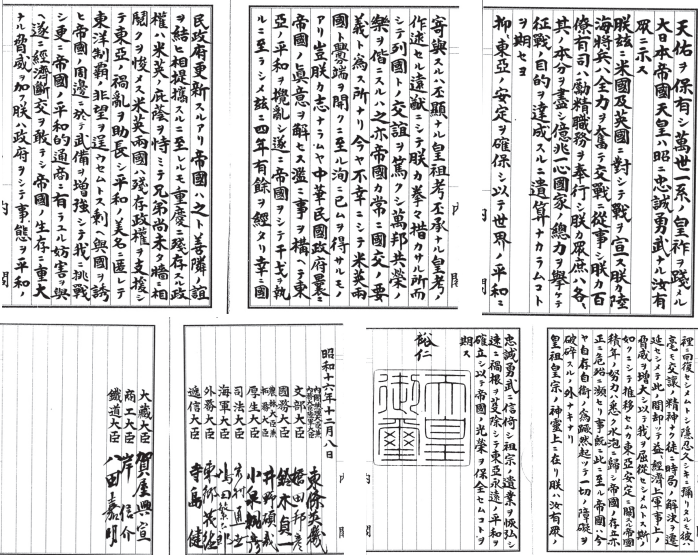 天佑ヲ保有シ萬世一系ノ皇祚ヲ踐メル
大日本帝國天皇ハ昭ニ忠誠勇武ナル汝有
眾ニ示ス
朕茲ニ米國及英國ニ對シテ戰ヲ宣ス朕カ陸
海將兵ハ全力ヲ奮テ交戰ニ從事シ朕カ百
僚有司ハ勵精職務ヲ奉行シ朕カ眾庶ハ各々
其ノ本分ヲ盡シ億兆一心國家ノ總力ヲ擧ケテ
征戰ノ目的ヲ達成スルニ遺算ナカラムコト
ヲ期セヨ
抑々東亞ノ安定ヲ確保シ以テ世界ノ平和ニ
内閣
寄與スルハ丕顯ナル皇祖考丕承ナル皇考ノ
作述セル遠猷ニシテ朕カ拳々措カサル所而
シテ列國トノ交誼ヲ篤クシ萬邦共榮ノ
樂ヲ偕ニスルハ之亦帝國カ常ニ國交ノ要
義ト爲ス所ナリ今ヤ不幸ニシテ米英兩
國ト釁端ヲ開クニ至ル洵ニ已ムヲ得サルモノ
アリ豈朕カ志ナラムヤ中華民國政府曩ニ
帝國ノ眞意ヲ解セス濫ニ事ヲ構ヘテ東
亞ノ平和ヲ攪亂シ遂ニ帝國ヲシテ干戈ヲ執
ルニ至ラシメ茲ニ四年有餘ヲ經タリ幸ニ國
民政府更新スルアリ帝國ハ之ト善隣ノ誼
ヲ結ヒ相提攜スルニ至レルモ重慶ニ殘存スル政
權ハ米英ノ庇蔭ヲ恃ミテ兄弟尚未タ牆ニ相
鬩クヲ悛メス米英兩國ハ殘存政權ヲ支援シ
テ東亞ノ禍亂ヲ助長シ平和ノ美名ニ匿レテ
東洋制覇ノ非望ヲ逞ウセムトス剩ヘ與國ヲ誘
ヒ帝國ノ周邊ニ於テ武備ヲ增強シテ我ニ挑戰
シ更ニ帝國ノ平和的通商ニ有ラユル妨害ヲ與
ヘ遂ニ經濟斷交ヲ敢テシ帝國ノ生存ニ重大
ナル脅威ヲ加フ朕ハ政府ヲシテ事態ヲ平和ノ
内閣
裡ニ囘復セシメムトシ隱忍久シキニ彌リタルモ彼ハ
毫モ交讓ノ精神ナク徒ニ時局ノ解決ヲ遷
延セシメテ此ノ間却ツテ益々經濟上軍事上ノ
脅威ヲ增大シ以テ我ヲ屈從セシメムトス斯ノ
如クニシテ推移セムカ東亞安定ニ關スル帝國
積年ノ努力ハ悉ク水泡ニ歸シ帝國ノ存立亦
正ニ危殆ニ瀕セリ事既ニ此ニ至ル帝國ハ今
ヤ自存自衞ノ爲蹶然起ツテ一切ノ障礙ヲ
破碎スルノ外ナキナリ
皇祖皇宗ノ神靈上ニ在リ朕ハ汝有眾ノ
忠誠勇武ニ信倚シ祖宗ノ遺業ヲ恢弘シ
速ニ禍根ヲ芟除シテ東亞永遠ノ平和ヲ
確立シ以テ帝國ノ光榮ヲ保全セムコトヲ
期ス
裕仁
天皇
御璽
昭和十六年十二月八日
東條英機
文部大臣 橋田邦彦
國務大臣 鈴木貞一
井野碩哉
厚生大臣 小泉親彦
司法大臣 岩村通世
海軍大臣 嶋田繁太郎
外務大臣 東郷茂徳
遞信大臣 寺島健
大藏大臣 賀屋興宣
商工大臣 岸信介
鐵道大臣 八田嘉明